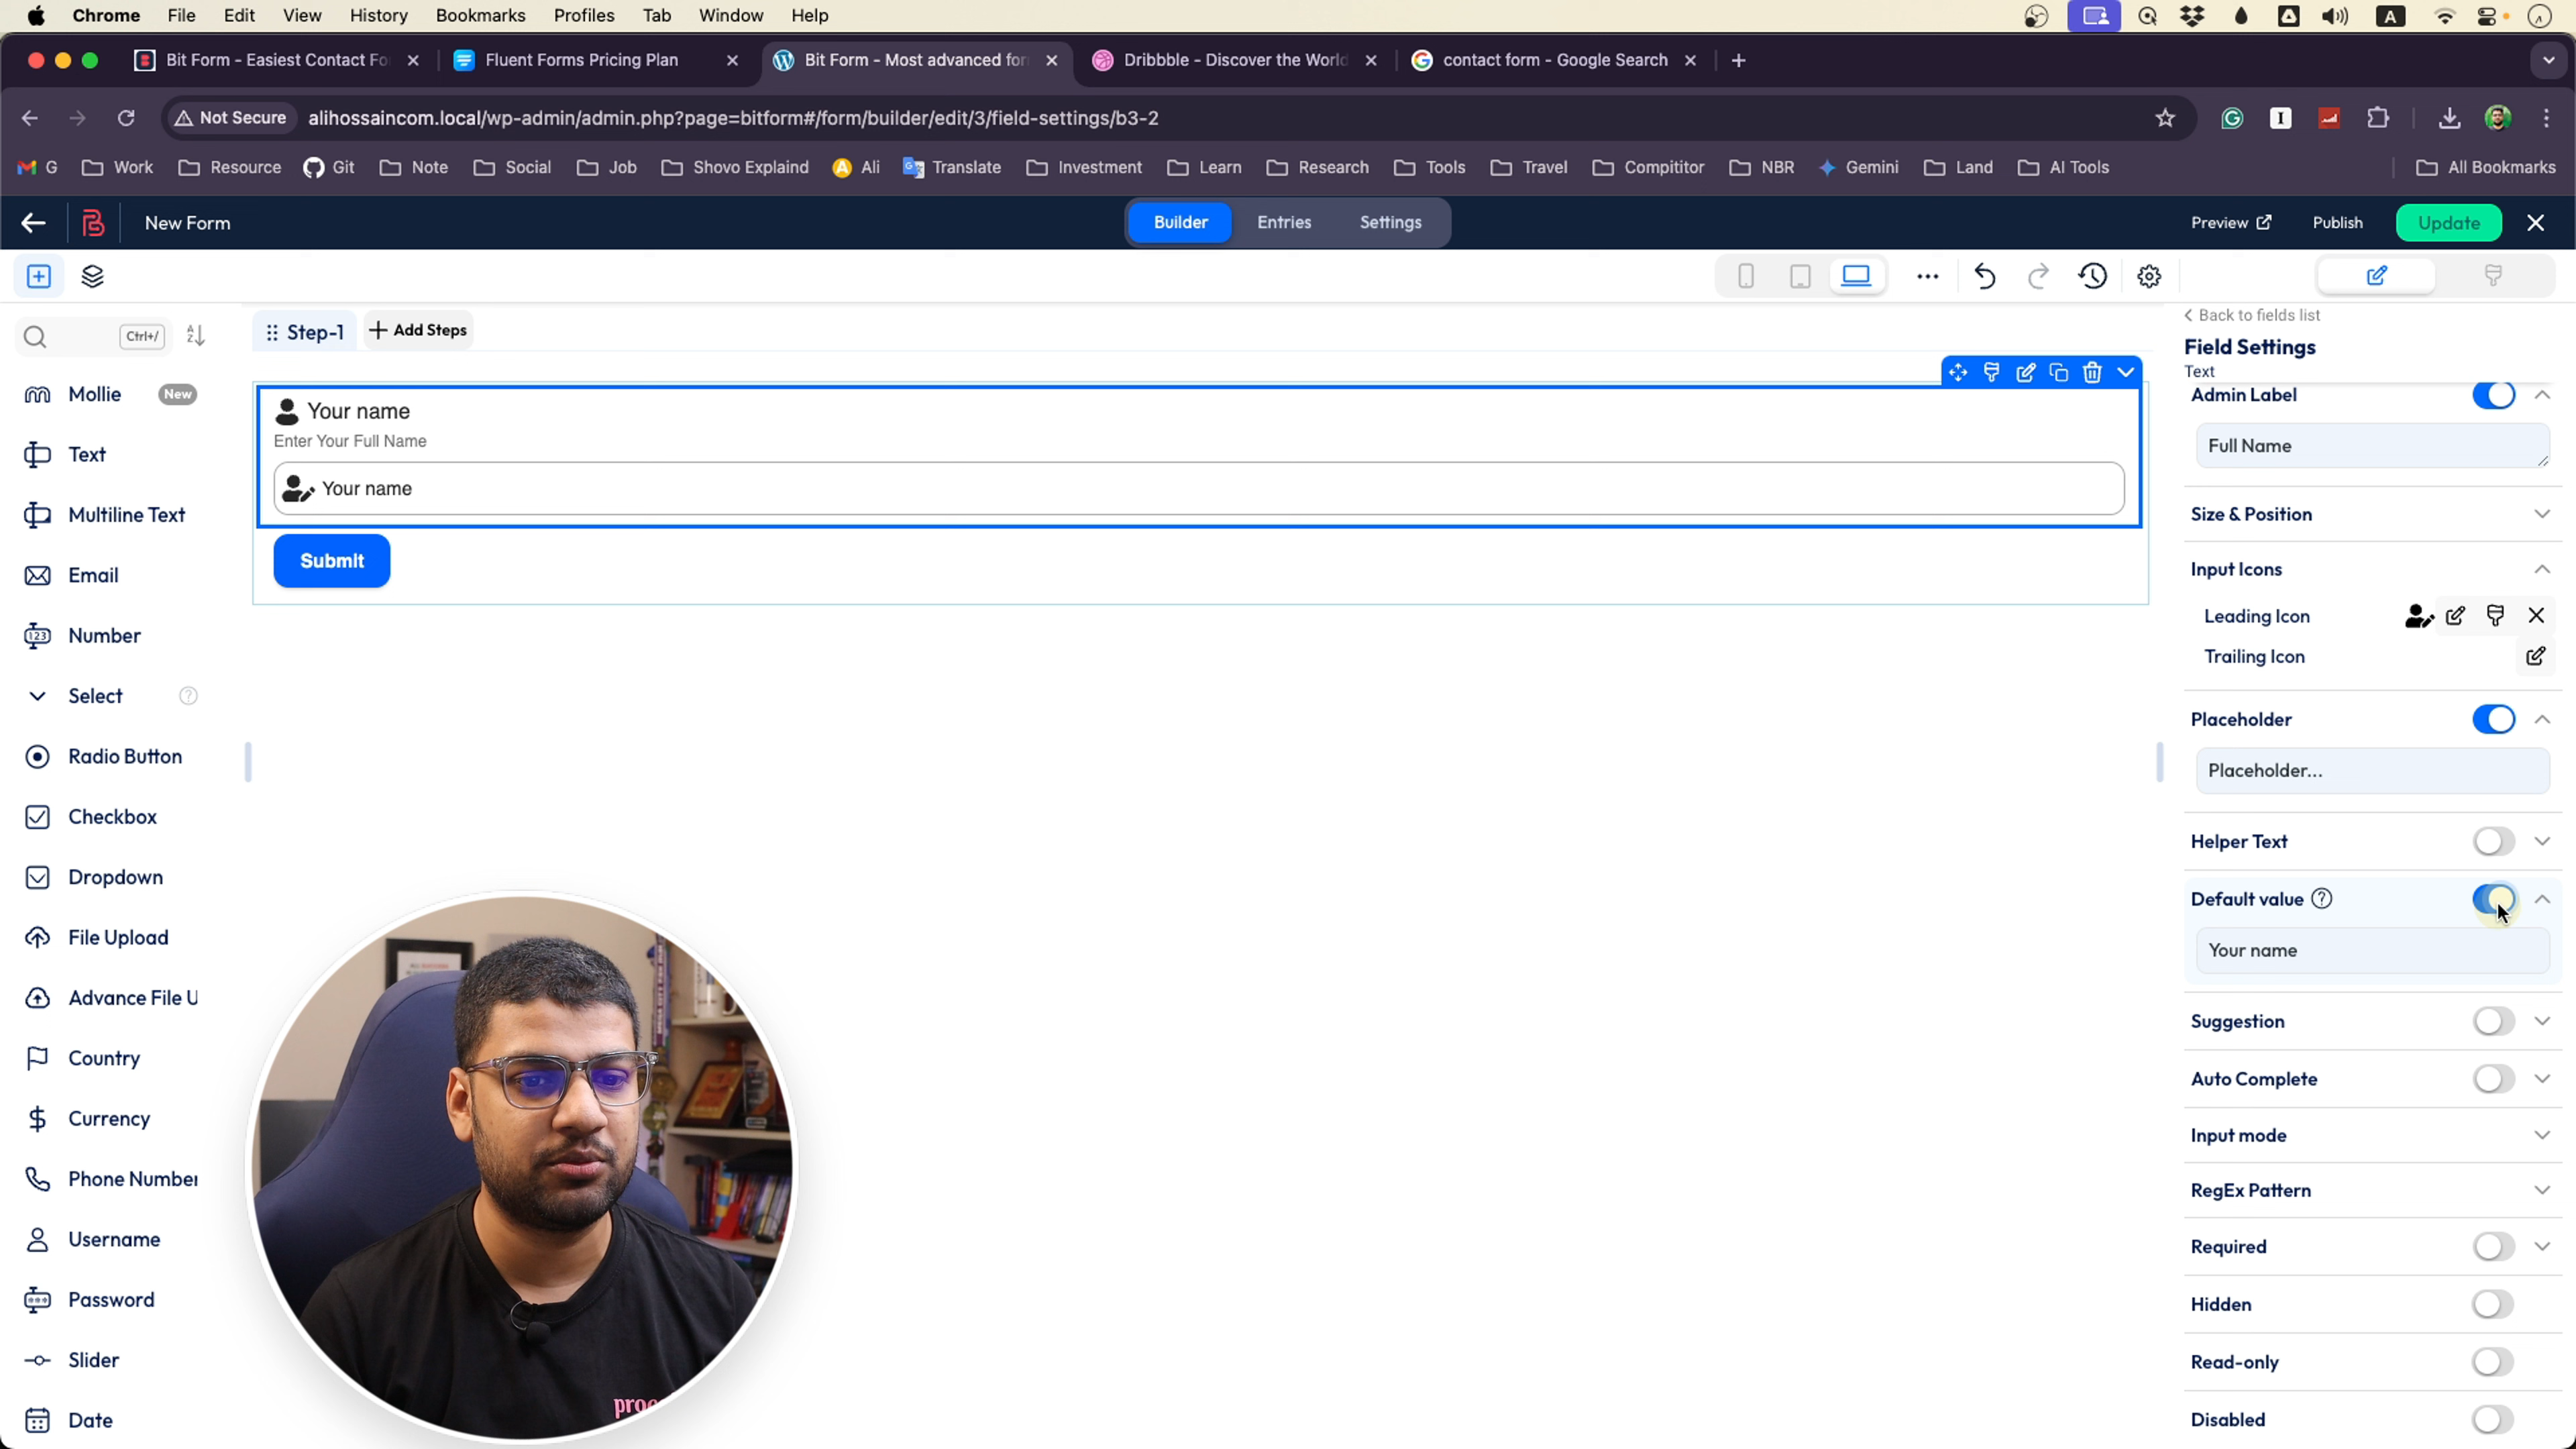 Chrome File Edit View History Bookmarks Profiles Tab Window Help A
Bit Form - Easiest Contact Fo
Fluent Forms Pricing Plan
Bit Form - Most advanced for
Dribbble - Discover the World
contact form - Google Search
Not Secure alihossaincom.local/wp-admin/admin.php?page=bitform#/form/builder/edit/3/field-settings/b3-2
G Work Resource Git Note Social Job Shovo Explaind Ali Translate Investment Learn Research Tools Travel Compititor NBR Gemini Land AI Tools All Bookmarks
New Form Builder Entries Settings Preview Publish Update
Ctrl+/
Mollie New
Text
Multiline Text
Email
Number
Select
Radio Button
Checkbox
Dropdown
File Upload
Advance File U
Country
Currency
Phone Number
Username
Password
Slider
Date
Step-1 Add Steps
Your name
Enter Your Full Name
Your name
Submit
Back to fields list
Field Settings
Text
Admin Label
Full Name
Size & Position
Input Icons
Leading Icon
Trailing Icon
Placeholder
Placeholder...
Helper Text
Default value
Your name
Suggestion
Auto Complete
Input mode
RegEx Pattern
Required
Hidden
Read-only
Disabled